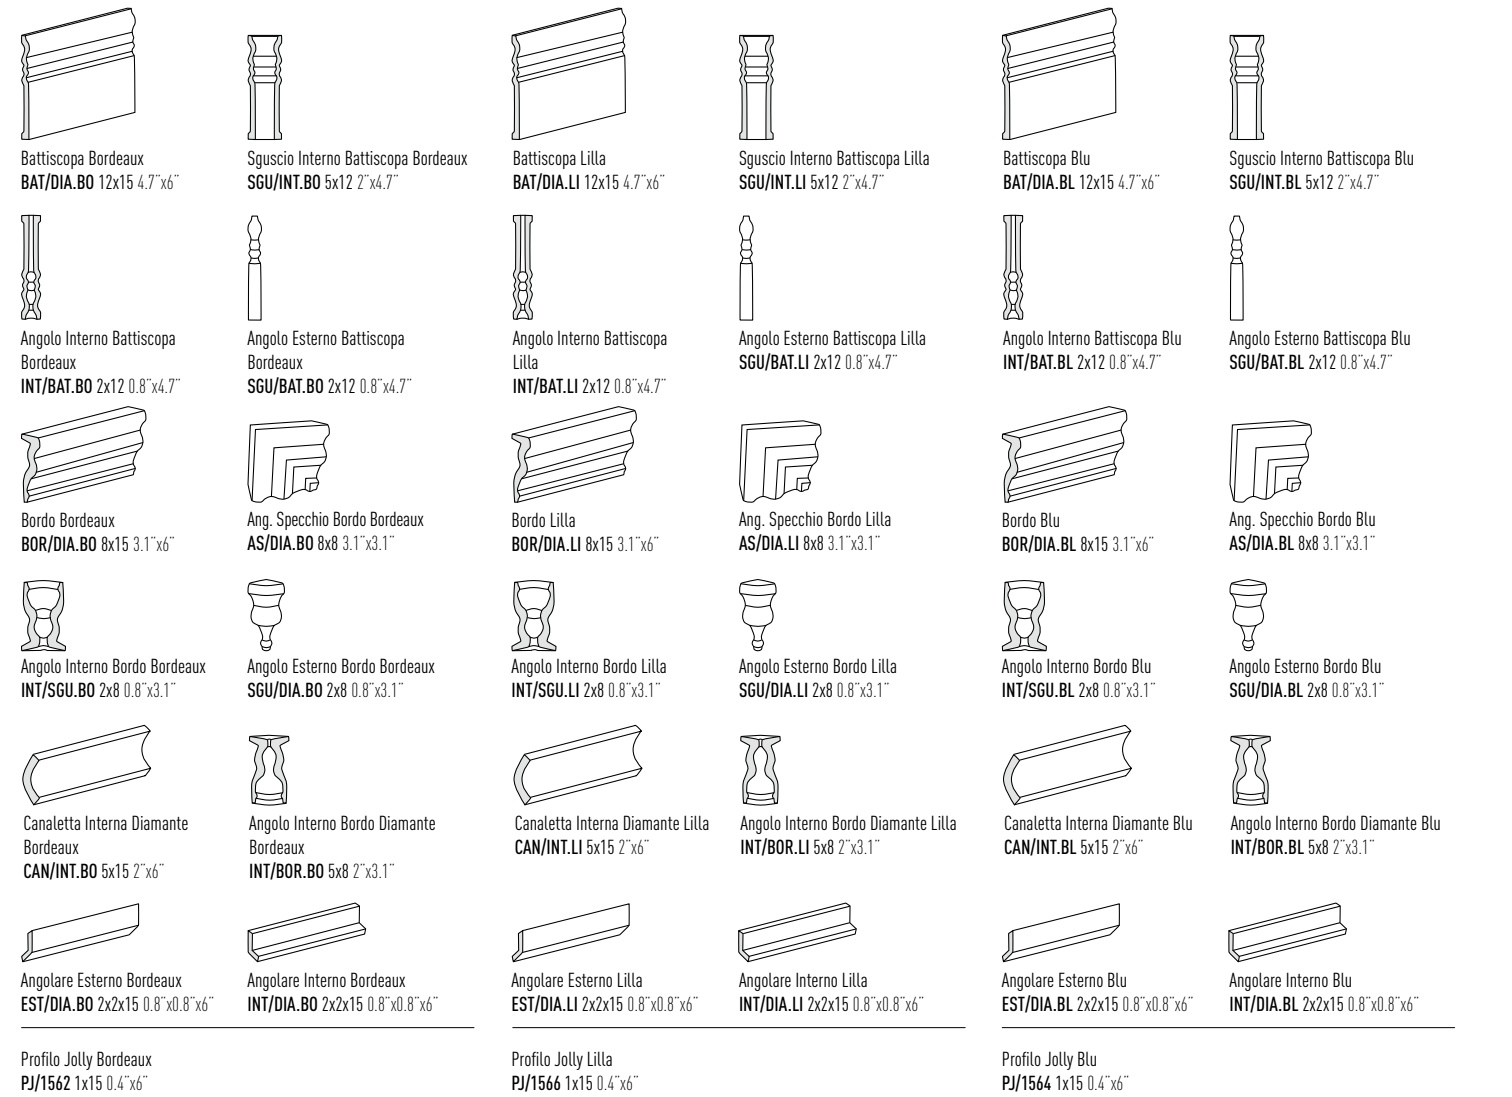 Battiscopa Bordeaux
BAT/DIA.BO 12x15 4.7¨x6¨
Sguscio Interno Battiscopa Bordeaux
SGU/INT.BO 5x12 2¨x4.7¨
Battiscopa Lilla
BAT/DIA.LI 12x15 4.7¨x6¨
Sguscio Interno Battiscopa Lilla
SGU/INT.LI 5x12 2¨x4.7¨
Battiscopa Blu
BAT/DIA.BL 12x15 4.7¨x6¨
Sguscio Interno Battiscopa Blu
SGU/INT.BL 5x12 2¨x4.7¨
Angolo Interno Battiscopa
Bordeaux
INT/BAT.BO 2x12 0.8¨x4.7¨
Angolo Esterno Battiscopa
Bordeaux
SGU/BAT.BO 2x12 0.8¨x4.7¨
Angolo Interno Battiscopa
Lilla
INT/BAT.LI 2x12 0.8¨x4.7¨
Angolo Esterno Battiscopa Lilla
SGU/BAT.LI 2x12 0.8¨x4.7¨
Angolo Interno Battiscopa Blu
INT/BAT.BL 2x12 0.8¨x4.7¨
Angolo Esterno Battiscopa Blu
SGU/BAT.BL 2x12 0.8¨x4.7¨
Bordo Bordeaux
BOR/DIA.BO 8x15 3.1¨x6¨
Ang. Specchio Bordo Bordeaux
AS/DIA.BO 8x8 3.1¨x3.1¨
Bordo Lilla
BOR/DIA.LI 8x15 3.1¨x6¨
Ang. Specchio Bordo Lilla
AS/DIA.LI 8x8 3.1¨x3.1¨
Bordo Blu
BOR/DIA.BL 8x15 3.1¨x6¨
Ang. Specchio Bordo Blu
AS/DIA.BL 8x8 3.1¨x3.1¨
Angolo Interno Bordo Bordeaux
INT/SGU.BO 2x8 0.8¨x3.1¨
Angolo Esterno Bordo Bordeaux
SGU/DIA.BO 2x8 0.8¨x3.1¨
Angolo Interno Bordo Lilla
INT/SGU.LI 2x8 0.8¨x3.1¨
Angolo Esterno Bordo Lilla
SGU/DIA.LI 2x8 0.8¨x3.1¨
Angolo Interno Bordo Blu
INT/SGU.BL 2x8 0.8¨x3.1¨
Angolo Esterno Bordo Blu
SGU/DIA.BL 2x8 0.8¨x3.1¨
Canaletta Interna Diamante
Bordeaux
CAN/INT.BO 5x15 2¨x6¨
Angolo Interno Bordo Diamante
Bordeaux
INT/BOR.BO 5x8 2¨x3.1¨
Canaletta Interna Diamante Lilla
CAN/INT.LI 5x15 2¨x6¨
Angolo Interno Bordo Diamante Lilla
INT/BOR.LI 5x8 2¨x3.1¨
Canaletta Interna Diamante Blu
CAN/INT.BL 5x15 2¨x6¨
Angolo Interno Bordo Diamante Blu
INT/BOR.BL 5x8 2¨x3.1¨
Angolare Esterno Bordeaux
EST/DIA.BO 2x2x15 0.8¨x0.8¨x6¨
Angolare Interno Bordeaux
INT/DIA.BO 2x2x15 0.8¨x0.8¨x6¨
Angolare Esterno Lilla
EST/DIA.LI 2x2x15 0.8¨x0.8¨x6¨
Angolare Interno Lilla
INT/DIA.LI 2x2x15 0.8¨x0.8¨x6¨
Angolare Esterno Blu
EST/DIA.BL 2x2x15 0.8¨x0.8¨x6¨
Angolare Interno Blu
INT/DIA.BL 2x2x15 0.8¨x0.8¨x6¨
Profilo Jolly Bordeaux
PJ/1562 1x15 0.4¨x6¨
Profilo Jolly Lilla
PJ/1566 1x15 0.4¨x6¨
Profilo Jolly Blu
PJ/1564 1x15 0.4¨x6¨